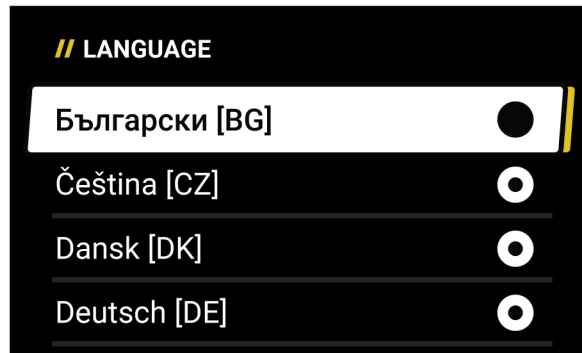 // LANGUAGE
Български [BG]
Čeština [CZ]
Dansk [DK]
Deutsch [DE]